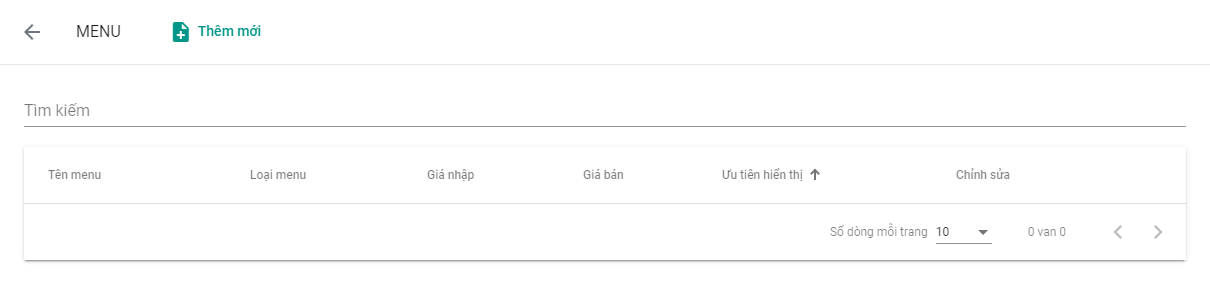 MENU Thêm mới
Tìm kiếm
Tên menu Loại menu Giá nhập Giá bán Ưu tiên hiển thị Chỉnh sửa
Số dòng mỗi trang 10 0 van 0